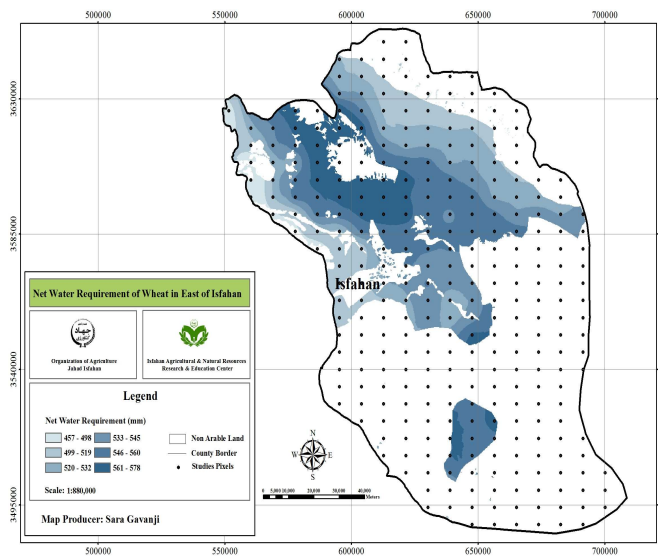 500000 550000 600000 650000 700000
3630000
3585000
3540000
3495000
Isfahan
Net Water Requirement of Wheat in East of Isfahan
Organization of Agriculture
Jahad Isfahan
Isfahan Agricultural & Natural Resources
Research & Education Center
Legend
Net Water Requirement (mm)
457 - 498 533 - 545 Non Arable Land
499 - 519 546 - 560 County Border
520 - 532 561 - 578 Studies Pixels
Scale: 1:880,000
Map Producer: Sara Gavanji
N
W E
S
0 5,000 10,000 20,000 30,000 40,000
Meters
500000 550000 600000 650000 700000
3630000
3585000
3540000
3495000